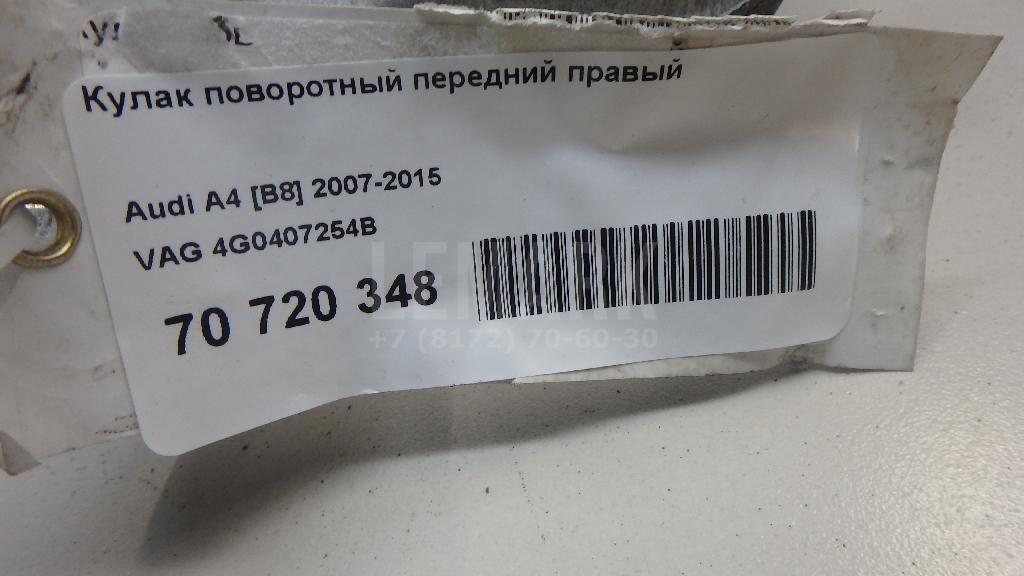 Кулак поворотный передний правый
Audi A4 [B8] 2007-2015
VAG 4G0407254B
70 720 348
+7 (8172) 70-60-30